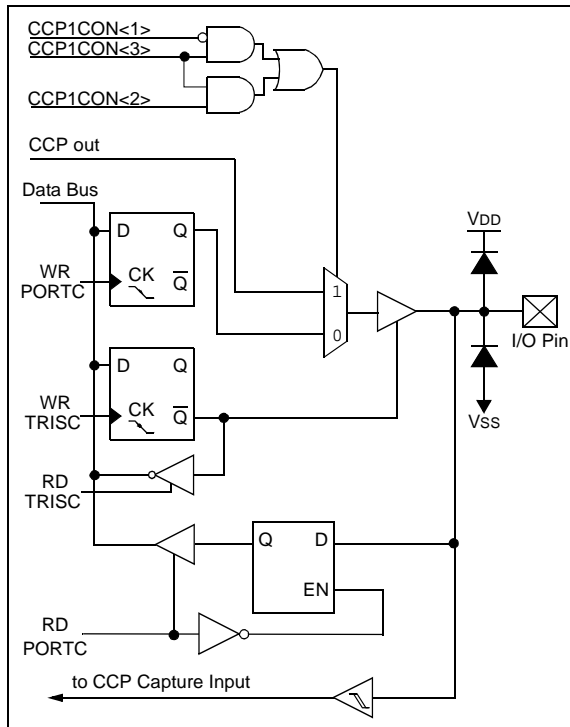 CCP1CON<1>
CCP1CON<3>
CCP1CON<2>
CCP out
Data Bus
D Q
WR
PORTC
CK
Q
1
0
VDD
I/O Pin
VSS
D Q
WR
TRISC
CK
Q
RD
TRISC
Q D
EN
RD
PORTC
to CCP Capture Input